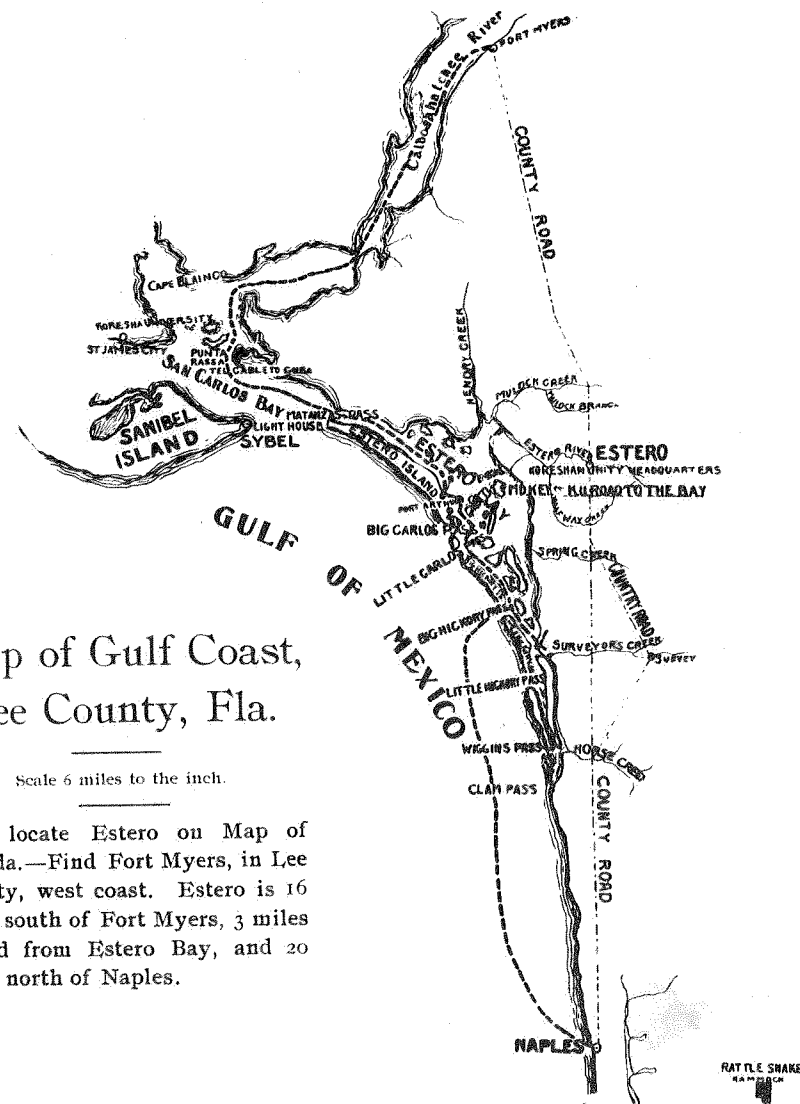 Caloosahatchee River
FORT MYERS
COUNTY ROAD
CAPE BLAINCO
KORESHAN UNIVERSITY
ST JAMES CITY
PUNTA
RASSA
TEL CABLE TO CUBA
SAN CARLOS BAY
HENDRY CREEK
MULOCK CREEK
MULOCK BRANCH
MATANZAS PASS
SANIBEL
ISLAND
LIGHT HOUSE
SYBEL
ESTERO ISLAND
ESTERO
ESTERO RIVER
ESTERO
KORESHAN UNITY HEADQUARTERS
K.U. ROAD TO THE BAY
PORT ARTHUR
BIG CARLOS PASS
GULF OF MEXICO
LITTLE CARLOS
SPRING CREEK
COUNTY ROAD
BIG HICKORY PASS
SURVEYORS CREEK
SURVEY
LITTLE HICKORY PASS
WIGGINS PASS
HORSE CREEK
CLAM PASS
COUNTY ROAD
p of Gulf Coast,
ee County, Fla.
Scale 6 miles to the inch.
locate Estero on Map of
la.—Find Fort Myers, in Lee
ty, west coast. Estero is 16
south of Fort Myers, 3 miles
d from Estero Bay, and 20
north of Naples.
NAPLES
RATTLE SNAKE
HAMMOCK